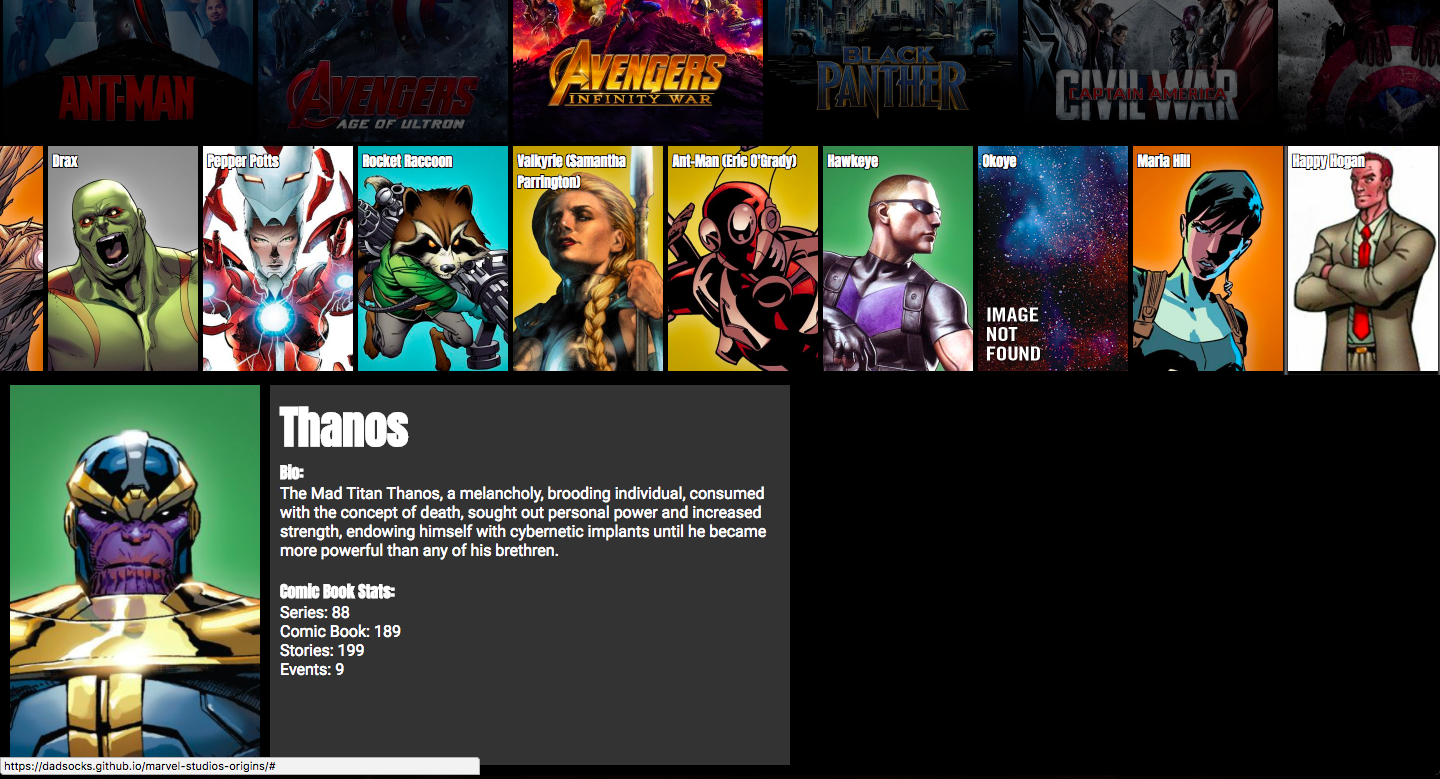 ANT-MAN
AVENGERS
AGE OF ULTRON
AVENGERS
INFINITY WAR
BLACK
PANTHER
CAPTAIN AMERICA
CIVIL WAR
Drax
Pepper Potts
Rocket Raccoon
Valkyrie (Samantha
Parrington)
Ant-Man (Eric O'Grady)
Hawkeye
Okoye
IMAGE
NOT
FOUND
Maria Hill
Happy Hogan
Thanos
Bio:
The Mad Titan Thanos, a melancholy, brooding individual, consumed
with the concept of death, sought out personal power and increased
strength, endowing himself with cybernetic implants until he became
more powerful than any of his brethren.
Comic Book Stats:
Series: 88
Comic Book: 189
Stories: 199
Events: 9
https://dadsocks.github.io/marvel-studios-origins/#